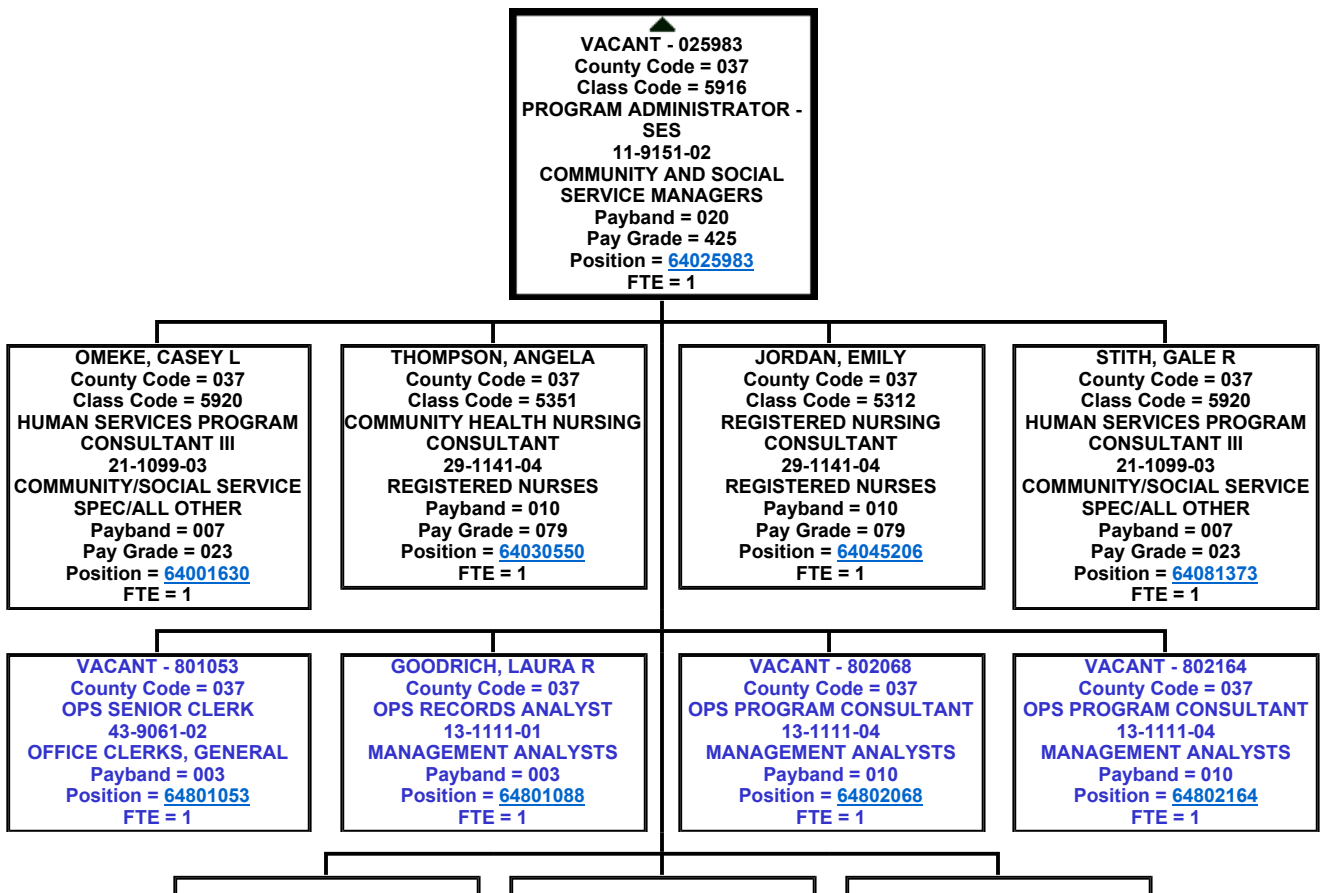 VACANT - 025983
County Code = 037
Class Code = 5916
PROGRAM ADMINISTRATOR -
SES
11-9151-02
COMMUNITY AND SOCIAL
SERVICE MANAGERS
Payband = 020
Pay Grade = 425
Position = 64025983
FTE = 1
OMEKE, CASEY L
County Code = 037
Class Code = 5920
HUMAN SERVICES PROGRAM
CONSULTANT III
21-1099-03
COMMUNITY/SOCIAL SERVICE
SPEC/ALL OTHER
Payband = 007
Pay Grade = 023
Position = 64001630
FTE = 1
THOMPSON, ANGELA
County Code = 037
Class Code = 5351
COMMUNITY HEALTH NURSING
CONSULTANT
29-1141-04
REGISTERED NURSES
Payband = 010
Pay Grade = 079
Position = 64030550
FTE = 1
JORDAN, EMILY
County Code = 037
Class Code = 5312
REGISTERED NURSING
CONSULTANT
29-1141-04
REGISTERED NURSES
Payband = 010
Pay Grade = 079
Position = 64045206
FTE = 1
STITH, GALE R
County Code = 037
Class Code = 5920
HUMAN SERVICES PROGRAM
CONSULTANT III
21-1099-03
COMMUNITY/SOCIAL SERVICE
SPEC/ALL OTHER
Payband = 007
Pay Grade = 023
Position = 64081373
FTE = 1
VACANT - 801053
County Code = 037
OPS SENIOR CLERK
43-9061-02
OFFICE CLERKS, GENERAL
Payband = 003
Position = 64801053
FTE = 1
GOODRICH, LAURA R
County Code = 037
OPS RECORDS ANALYST
13-1111-01
MANAGEMENT ANALYSTS
Payband = 003
Position = 64801088
FTE = 1
VACANT - 802068
County Code = 037
OPS PROGRAM CONSULTANT
13-1111-04
MANAGEMENT ANALYSTS
Payband = 010
Position = 64802068
FTE = 1
VACANT - 802164
County Code = 037
OPS PROGRAM CONSULTANT
13-1111-04
MANAGEMENT ANALYSTS
Payband = 010
Position = 64802164
FTE = 1